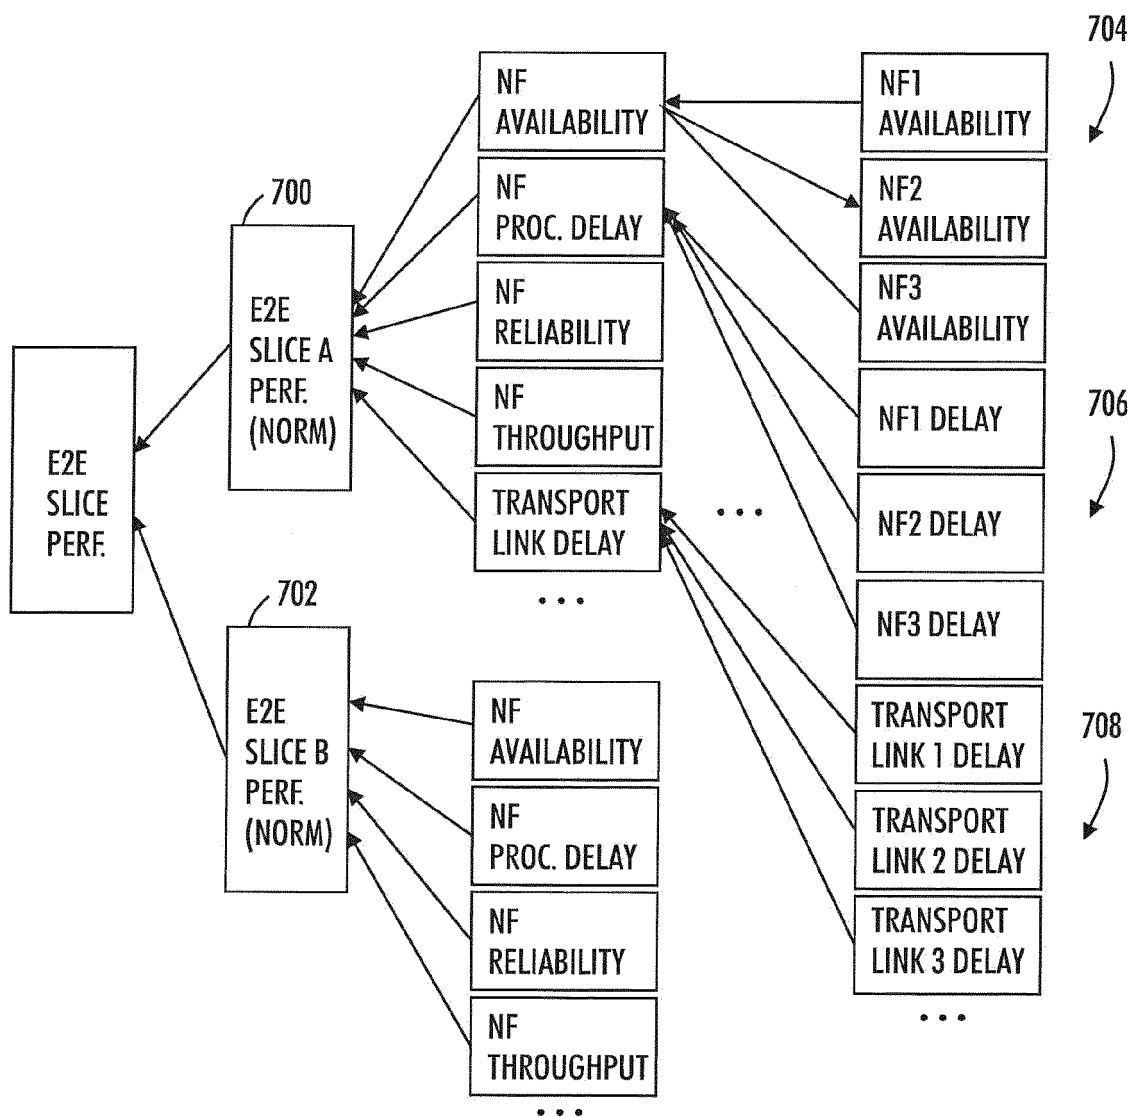 704
NF
AVAILABILITY
NF1
AVAILABILITY
NF
PROC. DELAY
NF2
AVAILABILITY
700
NF
RELIABILITY
NF3
AVAILABILITY
E2E
SLICE A
PERF.
(NORM)
NF
THROUGHPUT
NF1 DELAY
706
E2E
SLICE
PERF.
TRANSPORT
LINK DELAY
...
NF2 DELAY
...
702
NF3 DELAY
E2E
SLICE B
PERF.
(NORM)
NF
AVAILABILITY
TRANSPORT
LINK 1 DELAY
708
NF
PROC. DELAY
TRANSPORT
LINK 2 DELAY
NF
RELIABILITY
TRANSPORT
LINK 3 DELAY
...
NF
THROUGHPUT
...